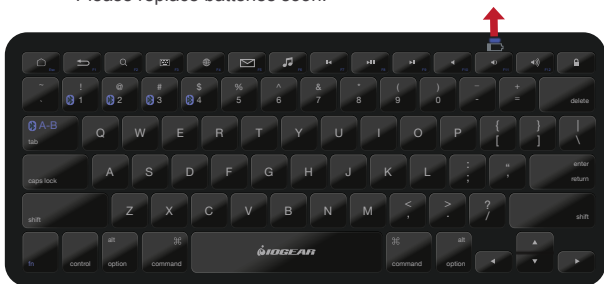 Please replace batteries soon.
~ ! @ # $ % ^ & * ( ) - +
. 1 2 3 4 5 6 7 8 9 0 - = delete
A-B
tab Q W E R T Y U I O P { [ } ] | \
caps lock A S D F G H J K L : ; " ' enter return
shift Z X C V B N M < , > . ? / shift
fn control alt option ⌘ command IOGEAR ⌘ command alt option